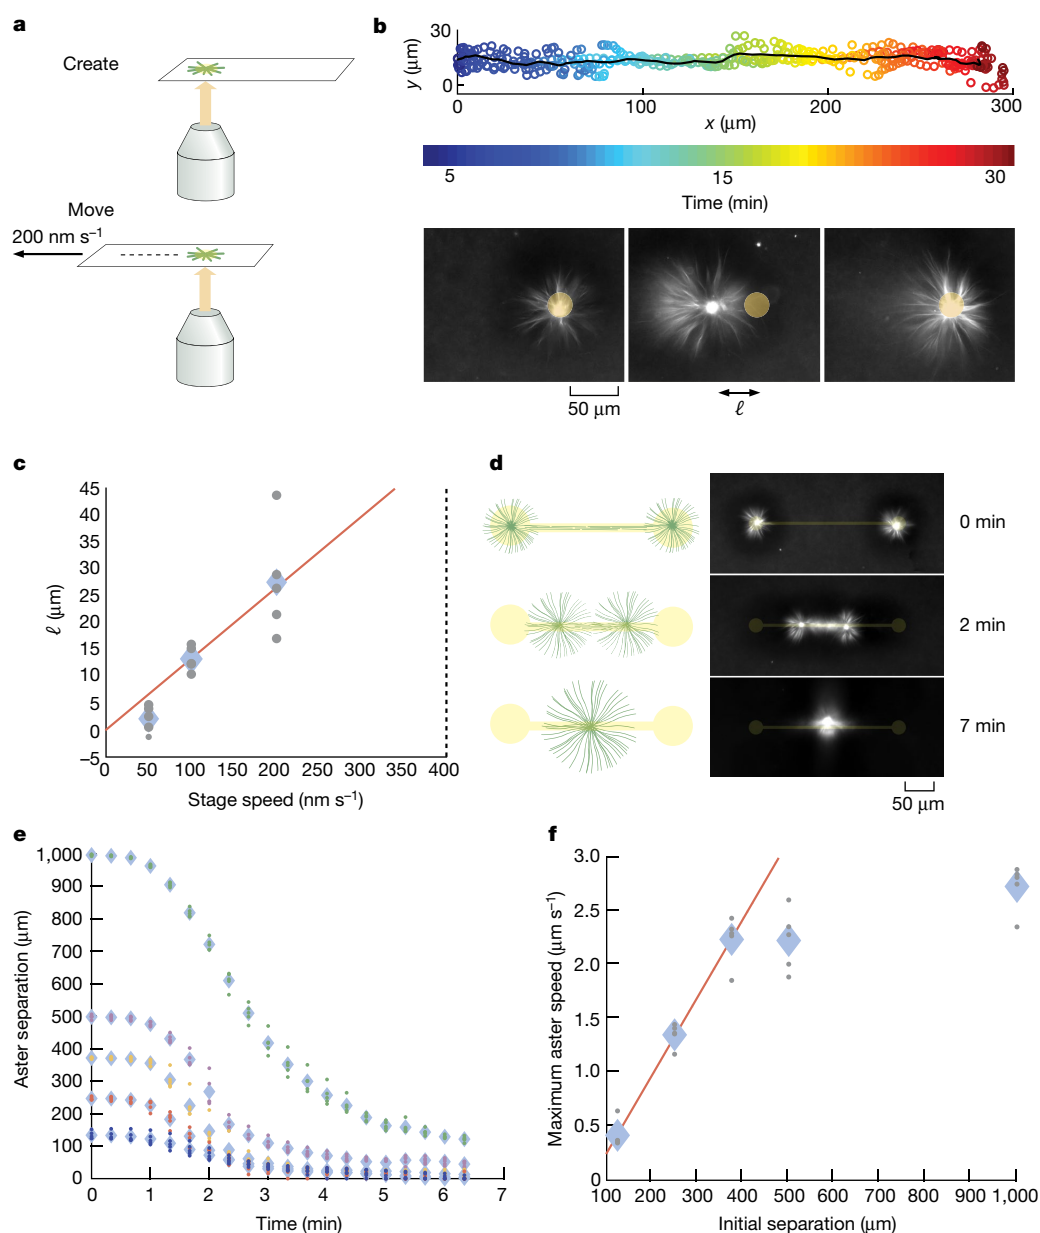 a
Create
Move
200 nm s⁻¹
b
30
0
y (μm)
0 100 200 300
x (μm)
5 15 30
Time (min)
50 μm
ℓ
c
45
40
35
30
25
20
15
10
5
0
–5
ℓ (μm)
0 50 100 150 200 250 300 350 400
Stage speed (nm s⁻¹)
d
0 min
2 min
7 min
50 μm
e
1,000
900
800
700
600
500
400
300
200
100
0
Aster separation (μm)
0 1 2 3 4 5 6 7
Time (min)
f
3.0
2.5
2.0
1.5
1.0
0.5
0
Maximum aster speed (μm s⁻¹)
100 200 300 400 500 600 700 800 900 1,000
Initial separation (μm)